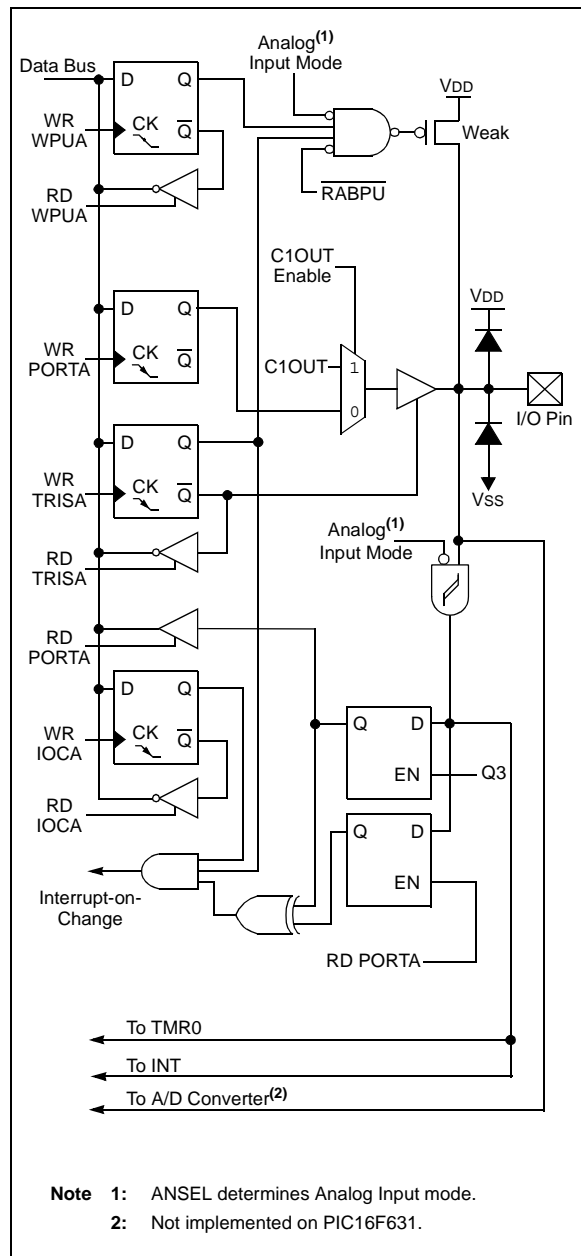 Analog(1)
Input Mode
Data Bus
D Q
VDD
WR
WPUA
CK Q
Weak
RD
WPUA
RABPU
C1OUT
Enable
D Q
VDD
WR
PORTA
CK Q
C1OUT
1
0
I/O Pin
D Q
WR
TRISA
CK Q
VSS
Analog(1)
Input Mode
RD
TRISA
RD
PORTA
D Q
Q D
WR
IOCA
CK Q
EN
Q3
RD
IOCA
Q D
EN
Interrupt-on-
Change
RD PORTA
To TMR0
To INT
To A/D Converter(2)
Note 1: ANSEL determines Analog Input mode.
2: Not implemented on PIC16F631.